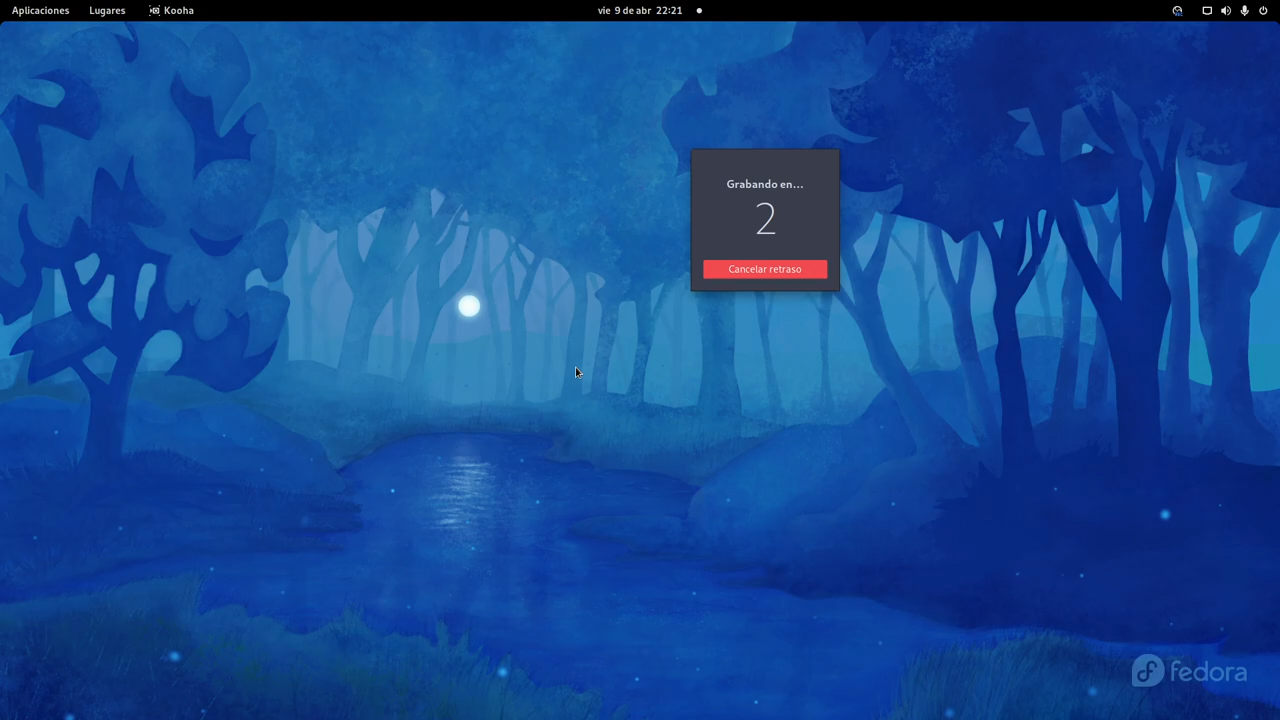 Aplicaciones Lugares Kooha vie 9 de abr 22:21
Grabando en...
2
Cancelar retraso
fedora